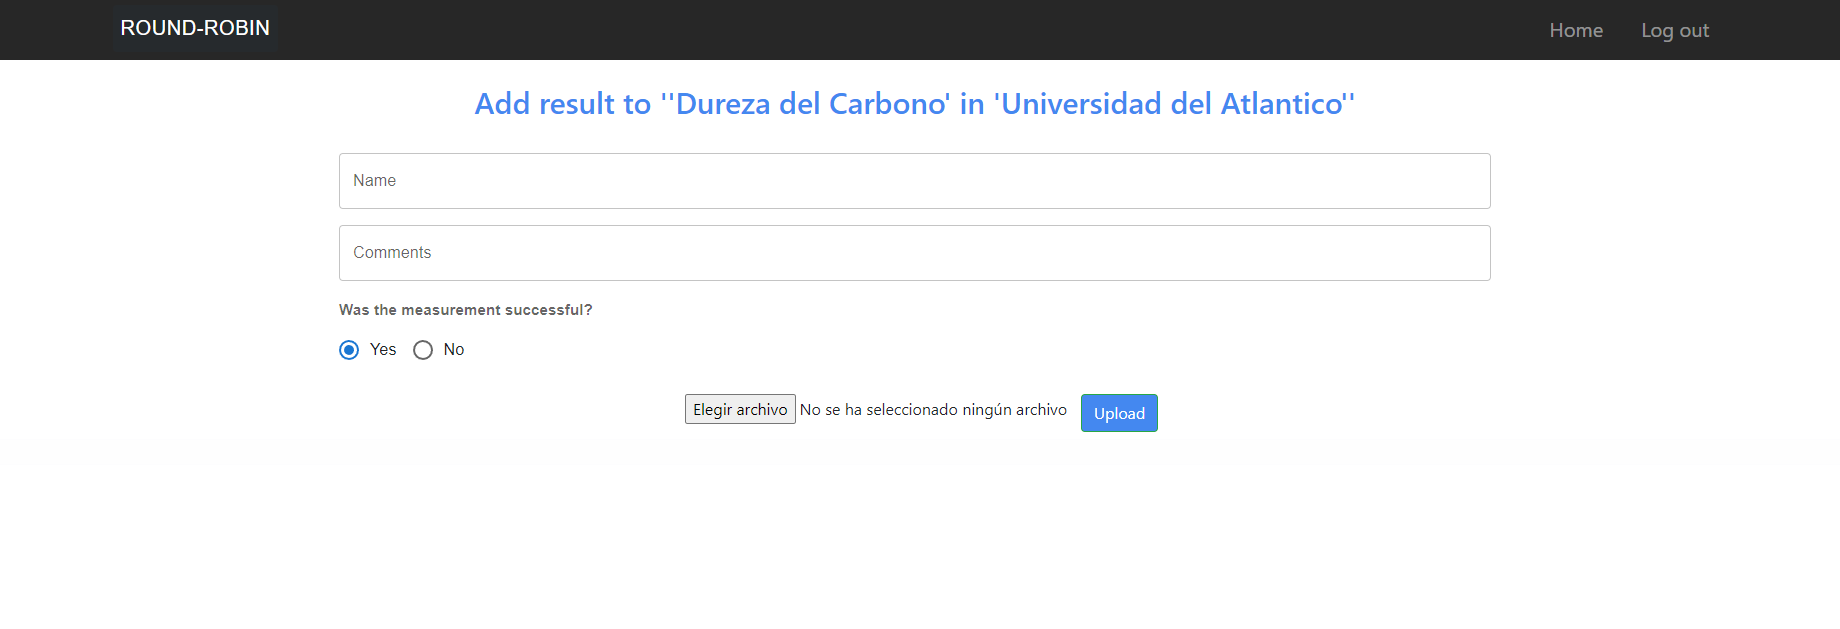 ROUND-ROBIN Home Log out
Add result to ''Dureza del Carbono' in 'Universidad del Atlantico''
Name
Comments
Was the measurement successful?
Yes No
Elegir archivo No se ha seleccionado ningún archivo Upload